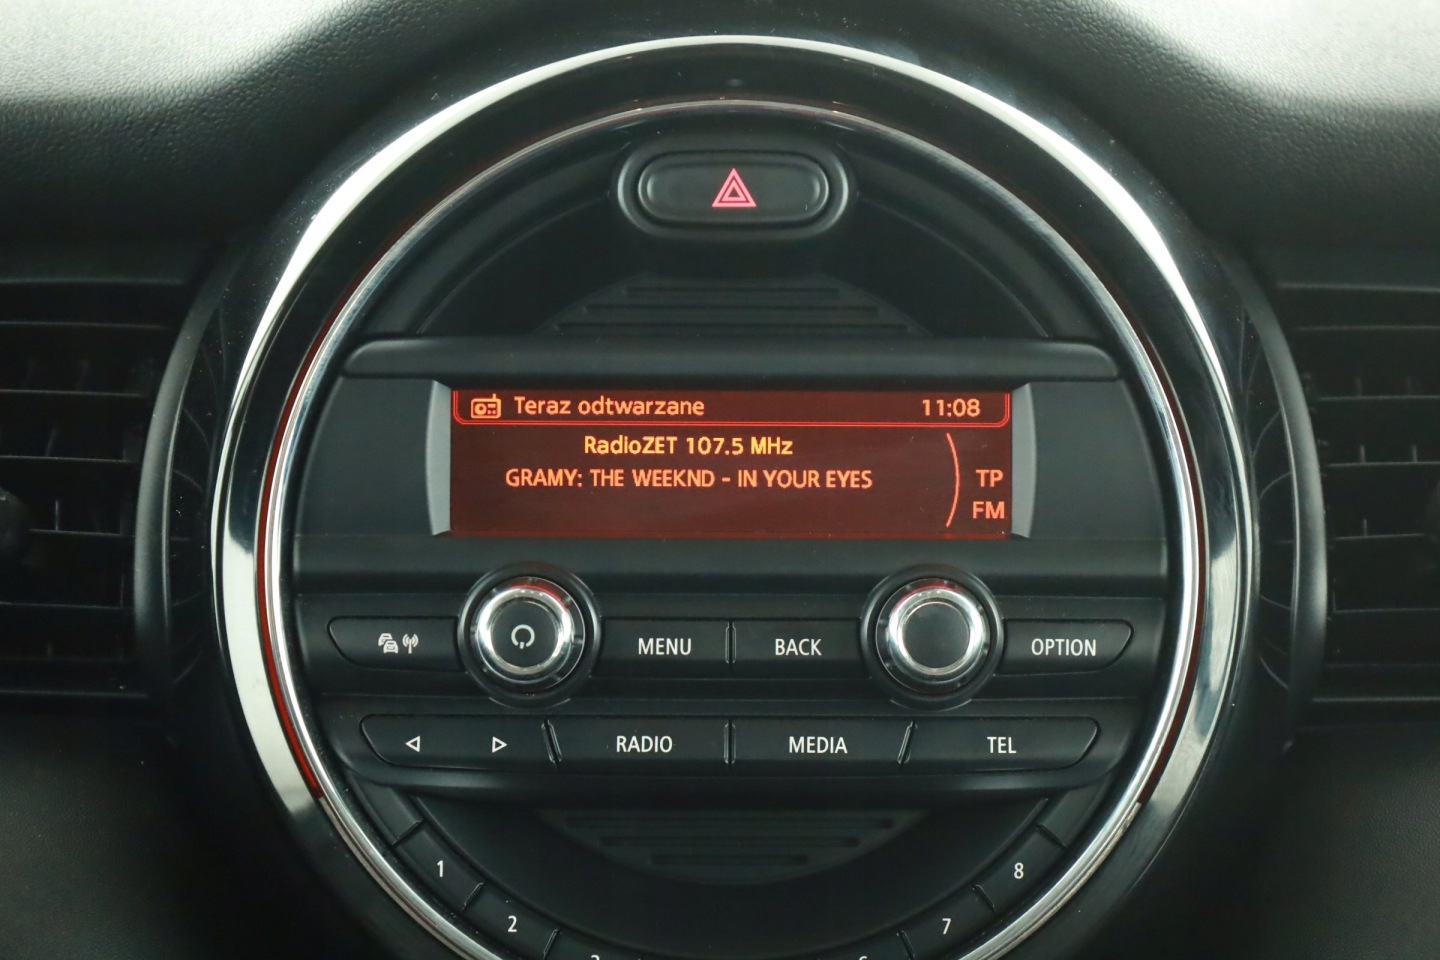 Teraz odtwarzane 11:08
RadioZET 107.5 MHz
GRAMY: THE WEEKND - IN YOUR EYES
TP
FM
MENU BACK OPTION
RADIO MEDIA TEL
1 8
2 7